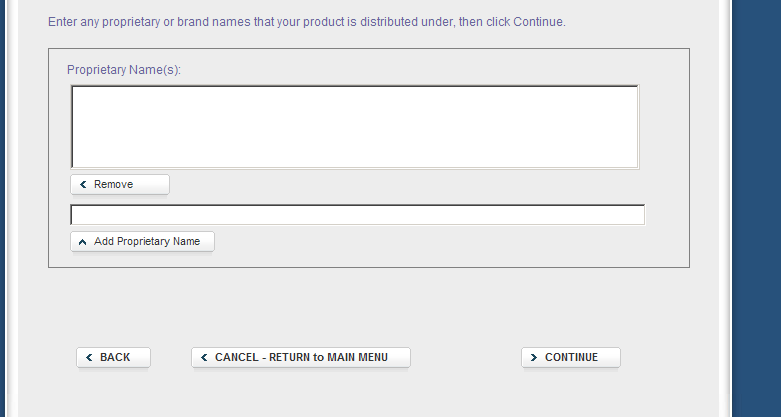 Enter any proprietary or brand names that your product is distributed under, then click Continue.
Proprietary Name(s):
Remove
Add Proprietary Name
BACK
CANCEL - RETURN to MAIN MENU
CONTINUE